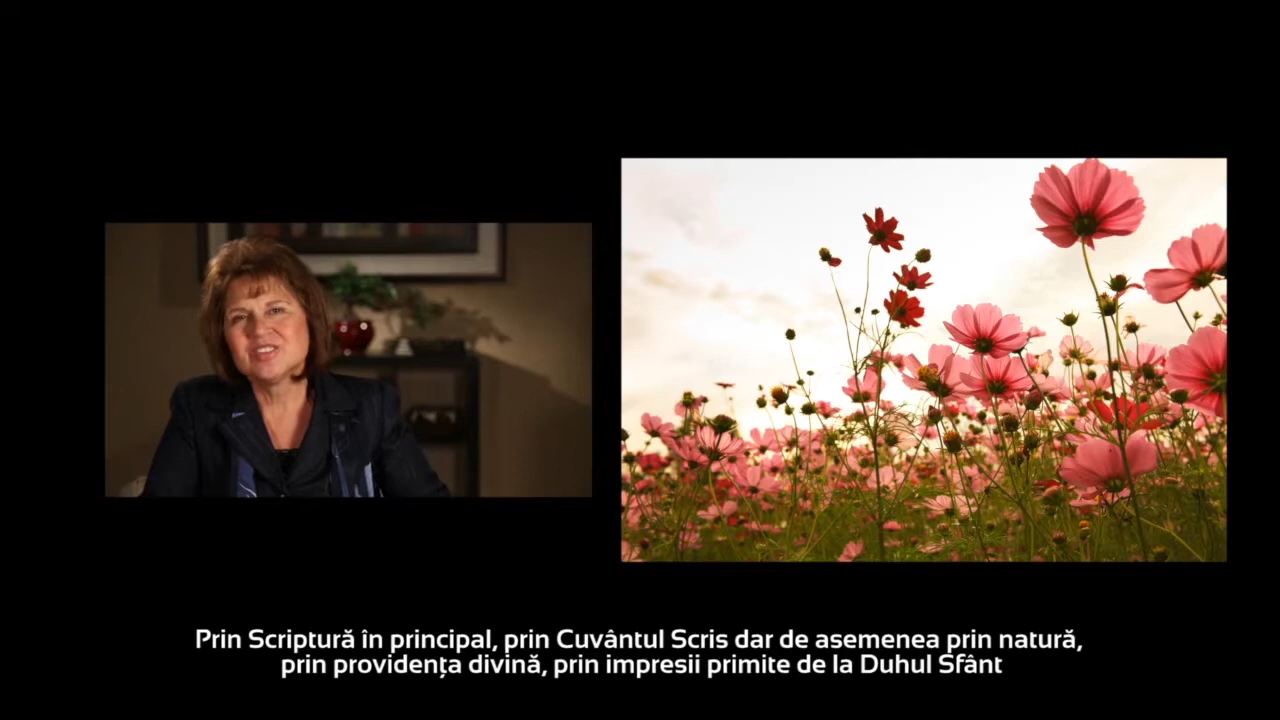 Prin Scriptură în principal, prin Cuvântul Scris dar de asemenea prin natură,
prin providența divină, prin impresii primite de la Duhul Sfânt